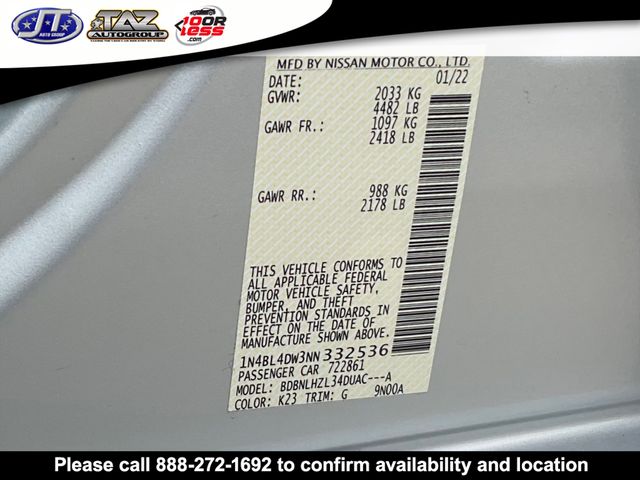 JT
AUTO GROUP
TAZ
AUTOGROUP
10K OR
less.com
MFD BY NISSAN MOTOR CO., LTD.
DATE: 01/22
GVWR: 2033 KG
4482 LB
GAWR FR.: 1097 KG
2418 LB
GAWR RR.: 988 KG
2178 LB
THIS VEHICLE CONFORMS TO
ALL APPLICABLE FEDERAL
MOTOR VEHICLE SAFETY,
BUMPER, AND THEFT
PREVENTION STANDARDS IN
EFFECT ON THE DATE OF
MANUFACTURE SHOWN ABOVE.
1N4BL4DW3NN332536
PASSENGER CAR 722861
MODEL: BDBNLHZL34DUAC---A
COLOR: K23 TRIM: G 9N00A
Please call 888-272-1692 to confirm availability and location